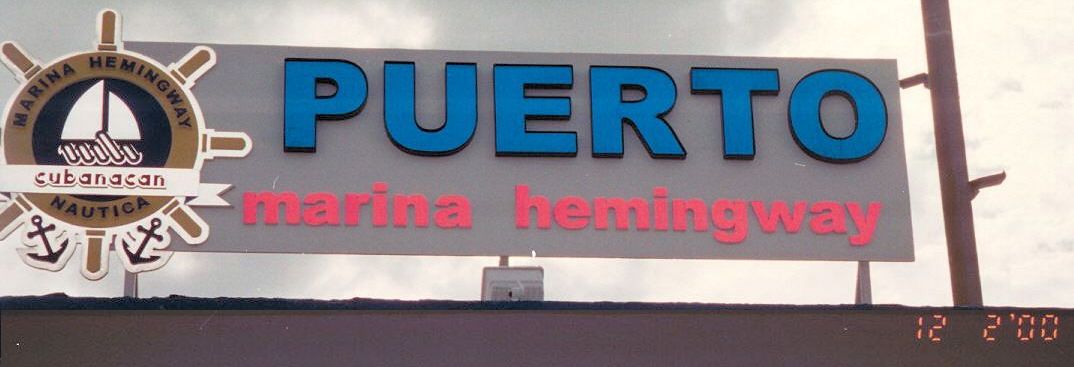 MARINA HEMINGWAY
cubanacan
NAUTICA
PUERTO
marina hemingway
12 2'00